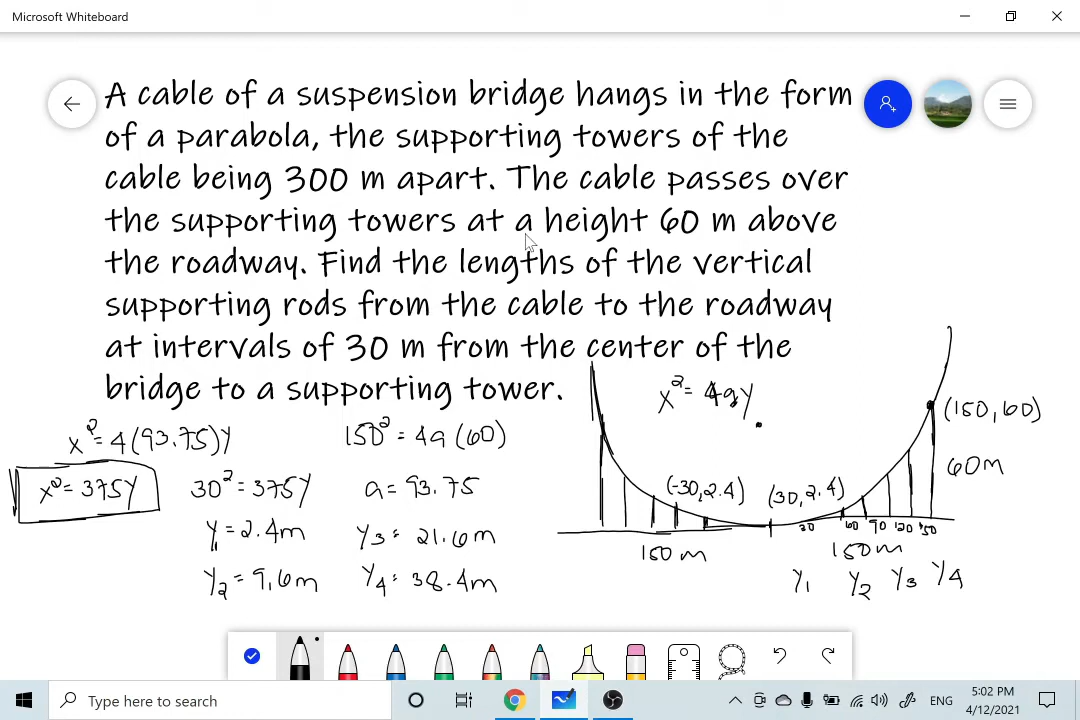 Microsoft Whiteboard
A cable of a suspension bridge hangs in the form
of a parabola, the supporting towers of the
cable being 300 m apart. The cable passes over
the supporting towers at a height 60 m above
the roadway. Find the lengths of the vertical
supporting rods from the cable to the roadway
at intervals of 30 m from the center of the
bridge to a supporting tower.
x² = 4ay
(150, 60)
x² = 4(93.75)y
150² = 4a(60)
x² = 375y
30² = 375y
a = 93.75
(-30, 2.4)
(30, 2.4)
60m
y₁ = 2.4m
y₃ = 21.6m
30 60 90 120 150
150 m
150m
y₂ = 9.6m
y₄ = 38.4m
y₁ y₂ y₃ y₄
Type here to search
ENG
5:02 PM
4/12/2021